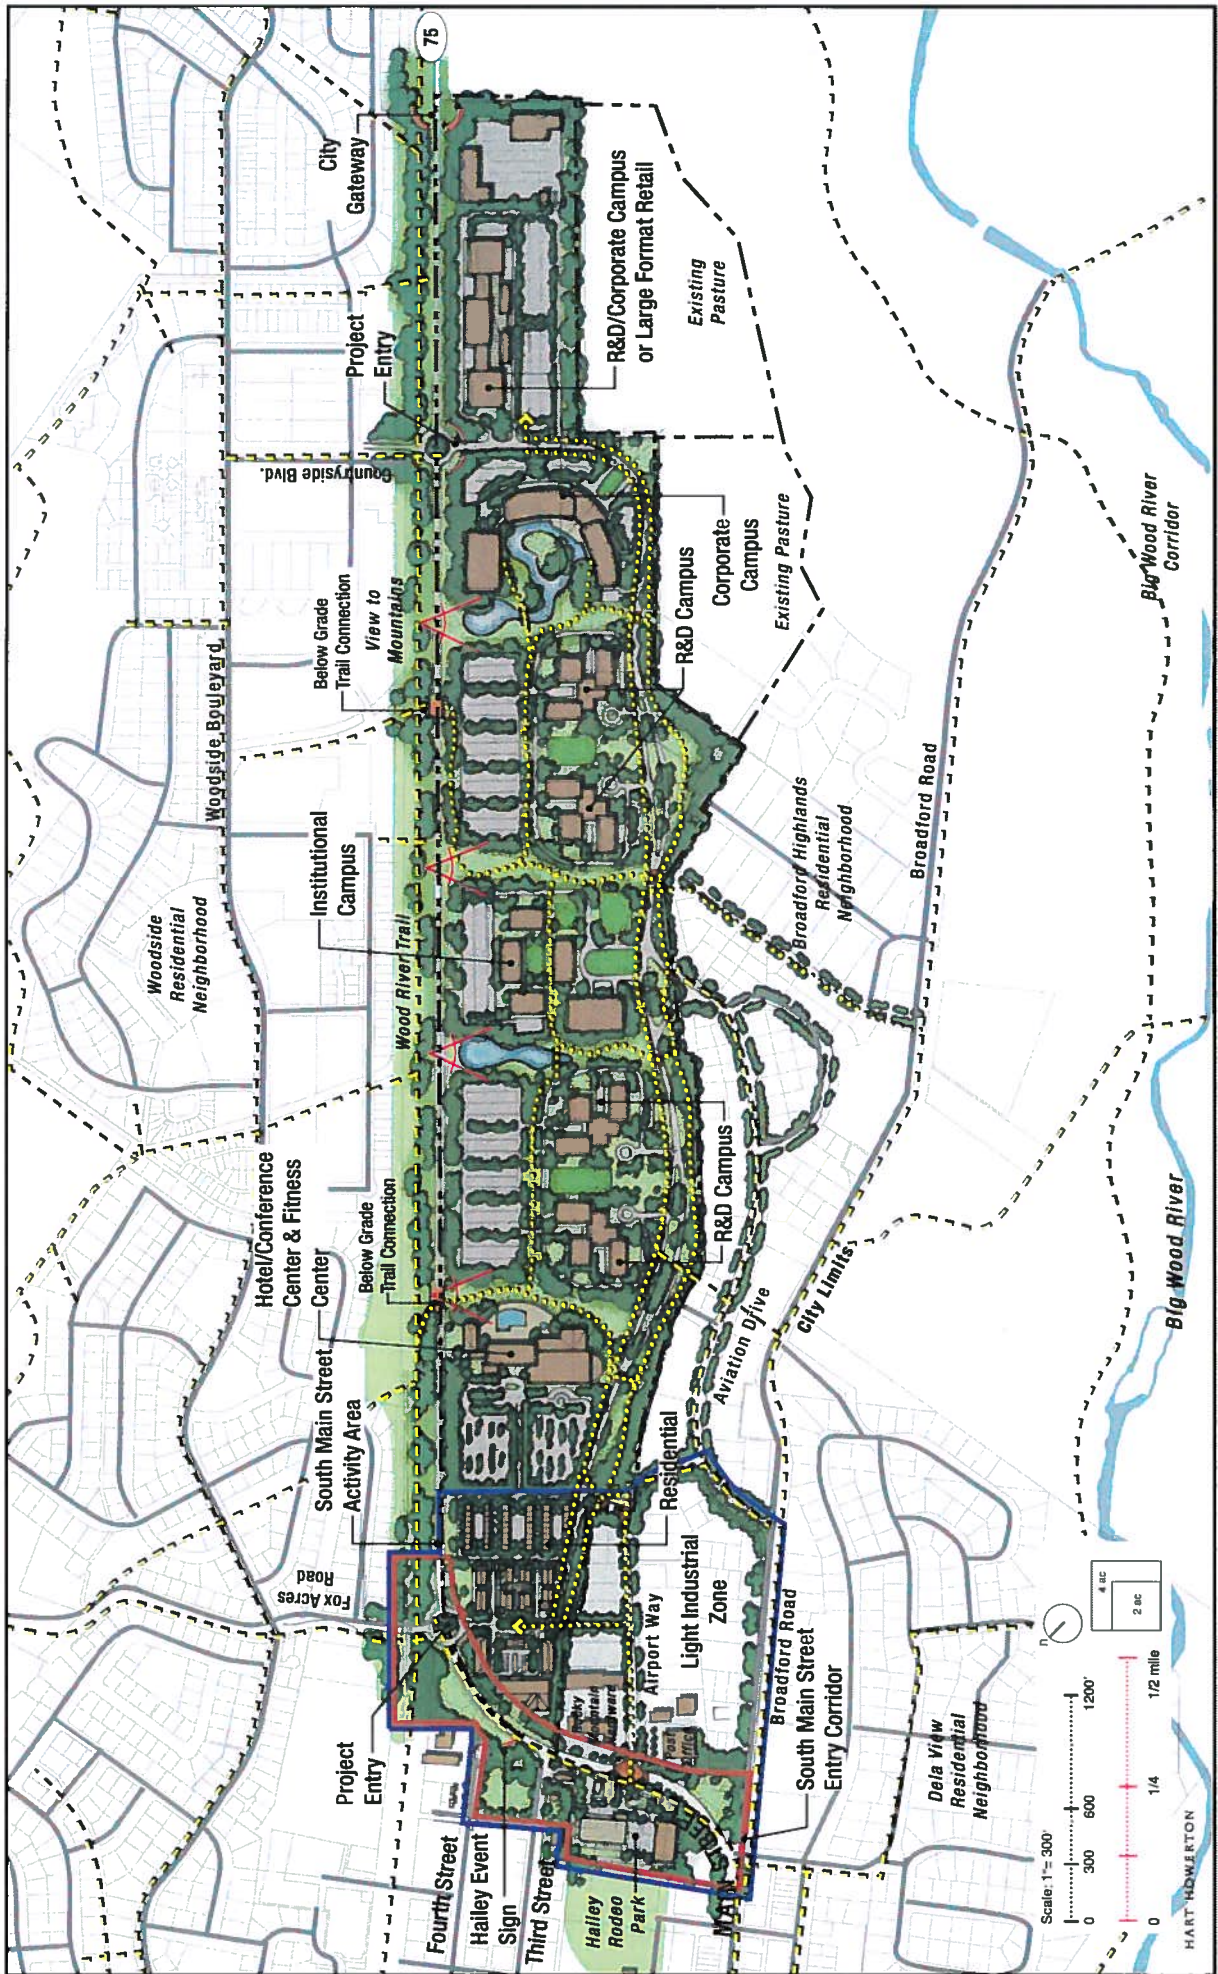 75
City
Gateway
R&D/Corporate Campus
or Large Format Retail
Existing
Pasture
Project
Entry
Countryside Blvd.
Below Grade
Trail Connection
View to
Mountains
Corporate
Campus
Existing Pasture
R&D Campus
Big Wood River
Corridor
Woodside Boulevard
Woodside
Residential
Neighborhood
Institutional
Campus
Wood River Trail
Broadford Highlands
Residential
Neighborhood
Broadford Road
Hotel/Conference
Center & Fitness
Center
Below Grade
Trail Connection
R&D Campus
Aviation Drive
City Limits
Big Wood River
South Main Street
Activity Area
Residential
Fox Acres
Road
Airport Way
Light Industrial
Zone
Broadford Road
South Main Street
Entry Corridor
Rocky
Mountain
Hardware
Post
Office
Project
Entry
Fourth Street
Hailey Event
Sign
Third Street
Hailey
Rodeo
Park
MAIN STREET
Dela View
Residential
Neighborhood
n
4 ac
2 ac
Scale: 1"= 300'
0 300 600 1200'
0 1/4 1/2 mile
HART HOWERTON